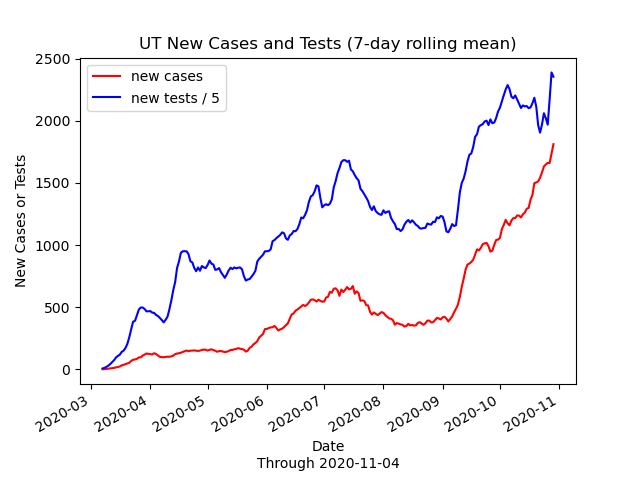 UT New Cases and Tests (7-day rolling mean)
new cases
new tests / 5
New Cases or Tests
2500
2000
1500
1000
500
0
2020-03
2020-04
2020-05
2020-06
2020-07
2020-08
2020-09
2020-10
2020-11
Date
Through 2020-11-04